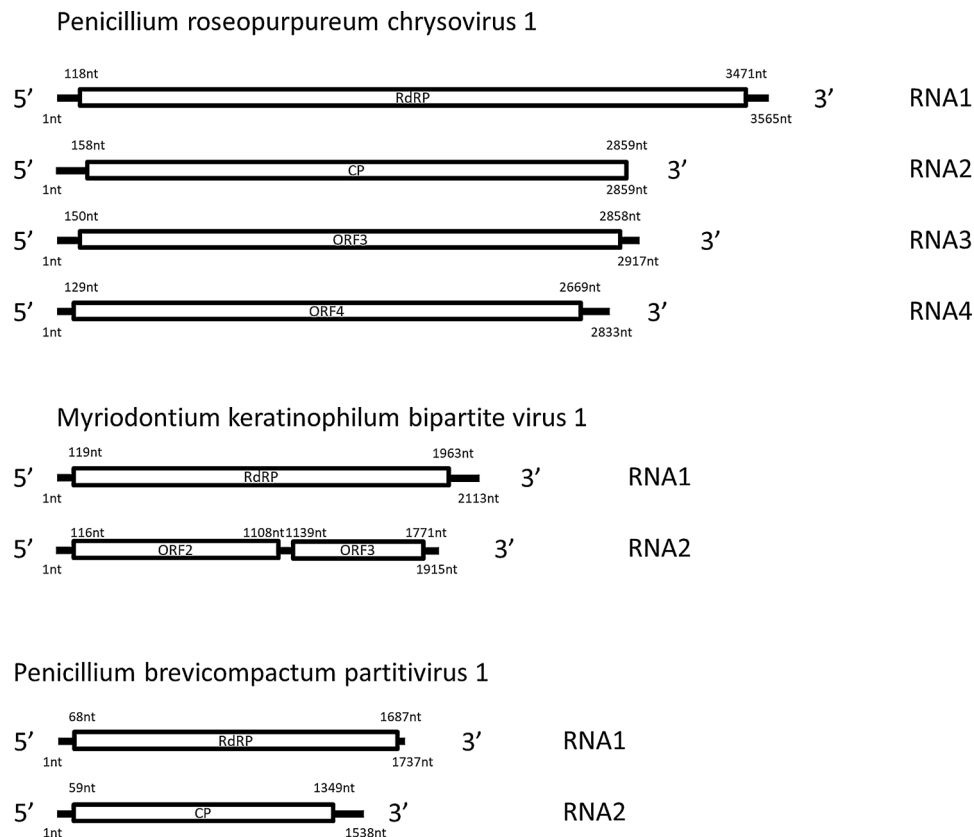 Penicillium roseopurpureum chrysovirus 1
118nt 3471nt
5’ RdRP 3’ RNA1
1nt 3565nt
158nt 2859nt
5’ CP 3’ RNA2
1nt 2859nt
150nt 2858nt
5’ ORF3 3’ RNA3
1nt 2917nt
129nt 2669nt
5’ ORF4 3’ RNA4
1nt 2833nt
Myriodontium keratinophilum bipartite virus 1
119nt 1963nt
5’ RdRP 3’ RNA1
1nt 2113nt
116nt 1108nt 1139nt 1771nt
5’ ORF2 ORF3 3’ RNA2
1nt 1915nt
Penicillium brevicompactum partitivirus 1
68nt 1687nt
5’ RdRP 3’ RNA1
1nt 1737nt
59nt 1349nt
5’ CP 3’ RNA2
1nt 1538nt